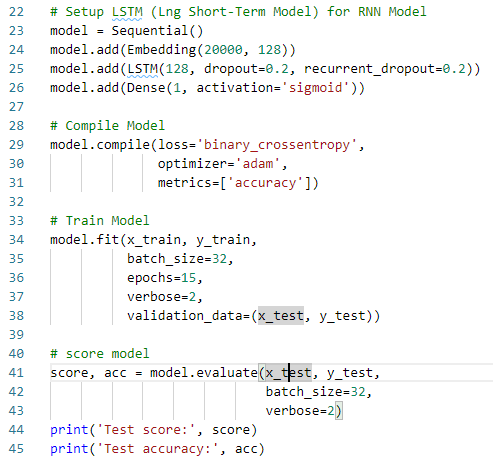 22 # Setup LSTM (Lng Short-Term Model) for RNN Model
23 model = Sequential()
24 model.add(Embedding(20000, 128))
25 model.add(LSTM(128, dropout=0.2, recurrent_dropout=0.2))
26 model.add(Dense(1, activation='sigmoid'))
27
28 # Compile Model
29 model.compile(loss='binary_crossentropy',
30               optimizer='adam',
31               metrics=['accuracy'])
32
33 # Train Model
34 model.fit(x_train, y_train,
35           batch_size=32,
36           epochs=15,
37           verbose=2,
38           validation_data=(x_test, y_test))
39
40 # score model
41 score, acc = model.evaluate(x_test, y_test,
42                             batch_size=32,
43                             verbose=2)
44 print('Test score:', score)
45 print('Test accuracy:', acc)